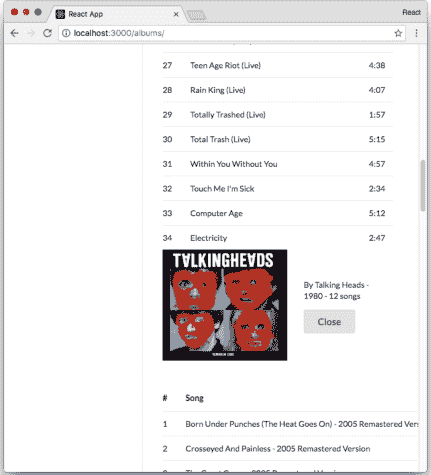 React App
React
localhost:3000/albums/
27 Teen Age Riot (Live) 4:38
28 Rain King (Live) 4:07
29 Totally Trashed (Live) 1:57
30 Total Trash (Live) 5:15
31 Within You Without You 4:57
32 Touch Me I'm Sick 2:34
33 Computer Age 5:12
34 Electricity 2:47
TALKINGHEADS
REMAIN IN LIGHT
By Talking Heads -
1980 - 12 songs
Close
# Song
1 Born Under Punches (The Heat Goes On) - 2005 Remastered Vers
2 Crosseyed And Painless - 2005 Remastered Version